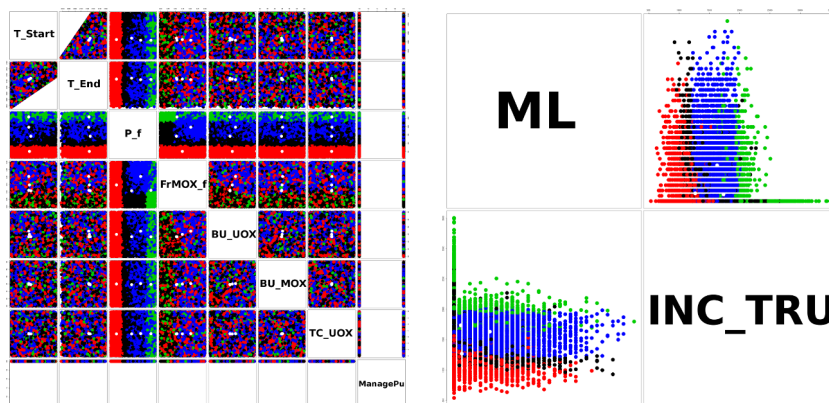 T_Start
T_End
P_f
FrMOX_f
BU_UOX
BU_MOX
TC_UOX
ManagePu
ML
INC_TRU